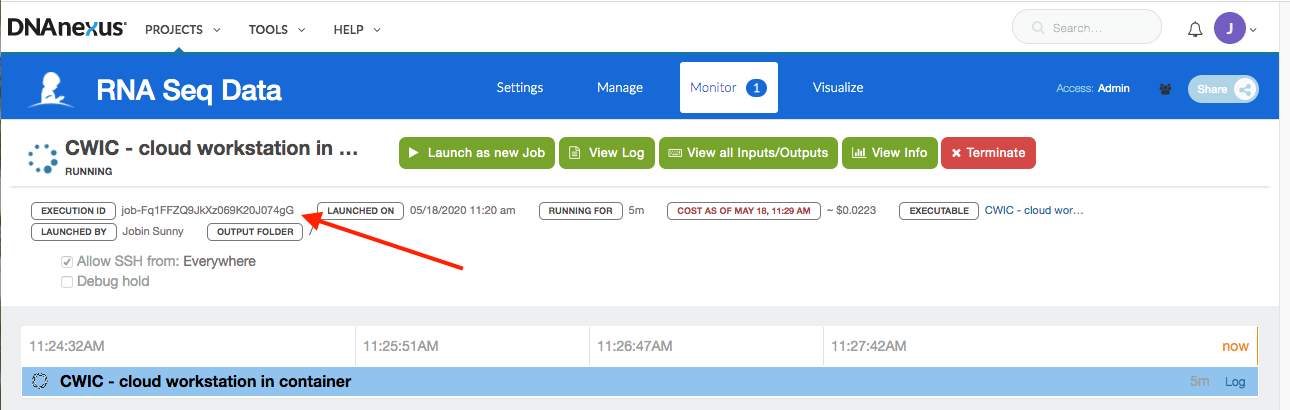 DNAnexus PROJECTS TOOLS HELP Search... J
RNA Seq Data Settings Manage Monitor 1 Visualize Access: Admin Share
CWIC - cloud workstation in ... Launch as new Job View Log View all Inputs/Outputs View Info Terminate
RUNNING
EXECUTION ID job-Fq1FFZQ9JkXz069K20J074gG LAUNCHED ON 05/18/2020 11:20 am RUNNING FOR 5m COST AS OF MAY 18, 11:29 AM ~ $0.0223 EXECUTABLE CWIC - cloud wor...
LAUNCHED BY Jobin Sunny OUTPUT FOLDER /
Allow SSH from: Everywhere
Debug hold
11:24:32AM 11:25:51AM 11:26:47AM 11:27:42AM now
CWIC - cloud workstation in container 5m Log